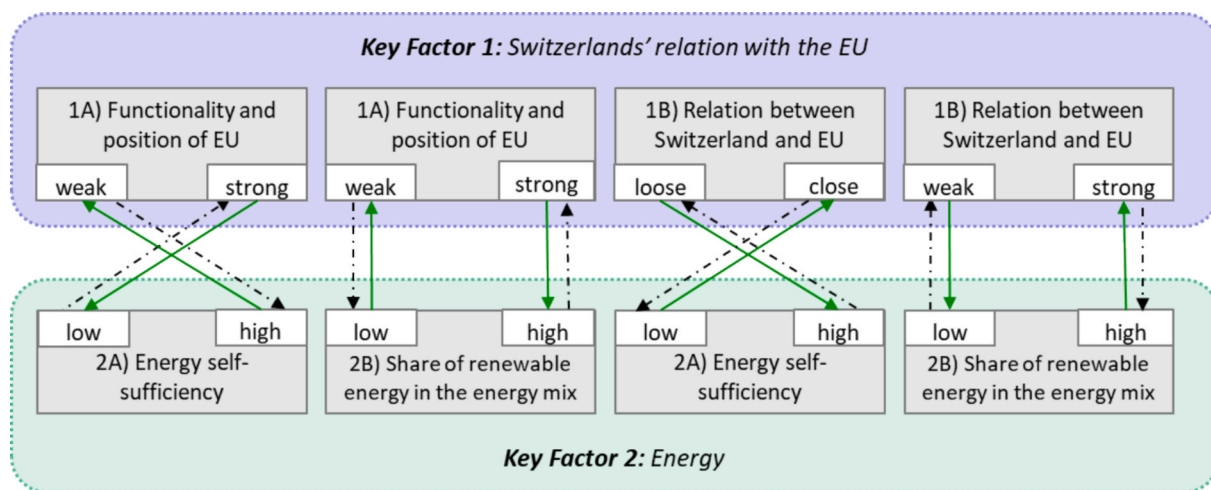 Key Factor 1: Switzerlands' relation with the EU
1A) Functionality and
position of EU
weak
strong
1A) Functionality and
position of EU
weak
strong
1B) Relation between
Switzerland and EU
loose
close
1B) Relation between
Switzerland and EU
weak
strong
low
high
2A) Energy self-
sufficiency
low
high
2B) Share of renewable
energy in the energy mix
low
high
2A) Energy self-
sufficiency
low
high
2B) Share of renewable
energy in the energy mix
Key Factor 2: Energy